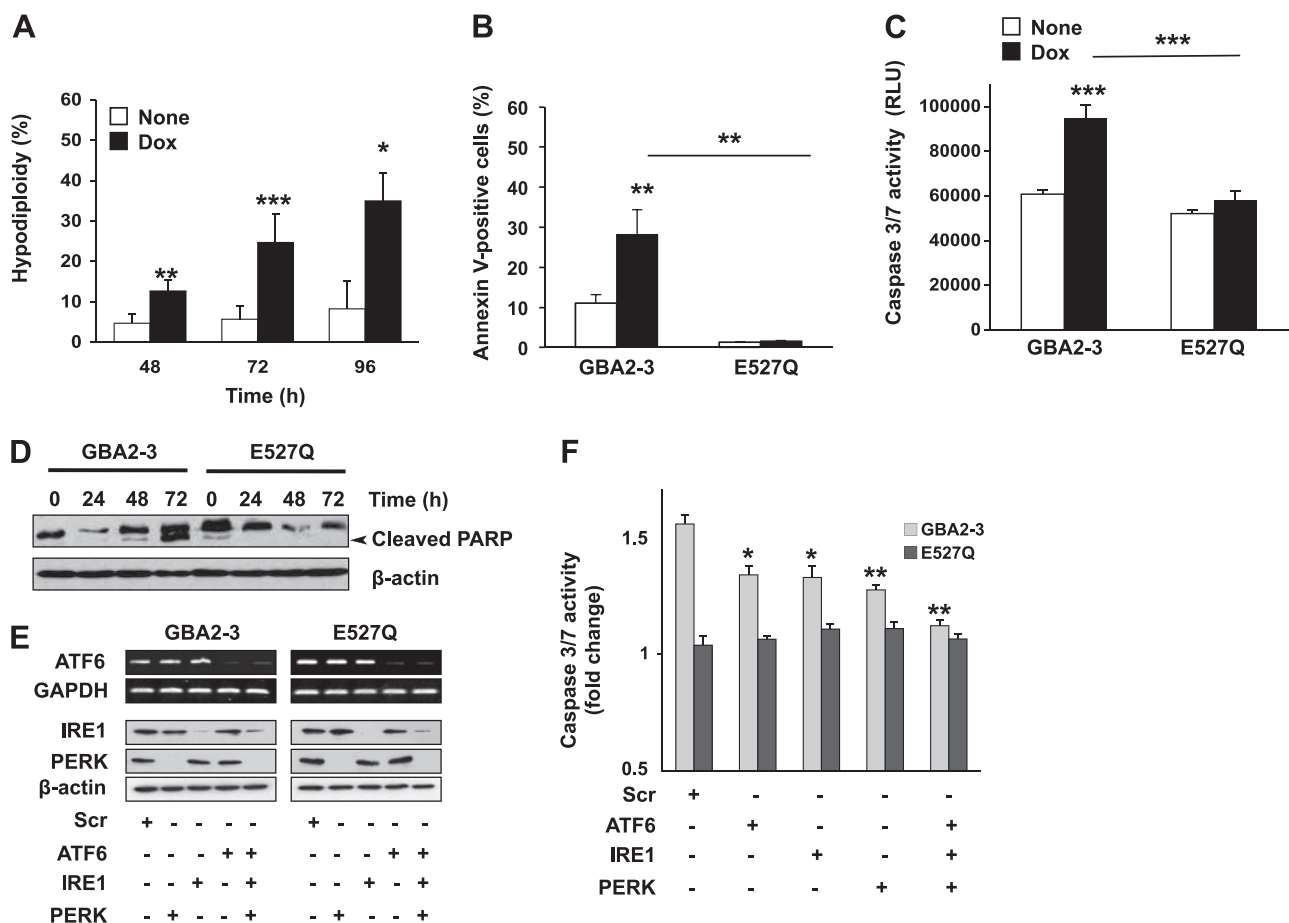 A
Hypodiploidy (%)
60
50
40
30
20
10
0
None
Dox
**
***
*
48 72 96
Time (h)
B
Annexin V-positive cells (%)
60
50
40
30
20
10
0
**
**
GBA2-3 E527Q
C
None
Dox
***
***
Caspase 3/7 activity (RLU)
100000
80000
60000
40000
20000
0
GBA2-3 E527Q
D
GBA2-3 E527Q
0 24 48 72 0 24 48 72 Time (h)
Cleaved PARP
β-actin
E
GBA2-3 E527Q
ATF6
GAPDH
IRE1
PERK
β-actin
Scr + - - - - + - - - -
ATF6 - - - + + - - - + +
IRE1 - - + - + - - + - +
PERK - + - - + - + - - +
F
Caspase 3/7 activity
(fold change)
1.5
1
0.5
GBA2-3
E527Q
* * ** **
Scr + - - - -
ATF6 - + - - +
IRE1 - - + - +
PERK - - - + +